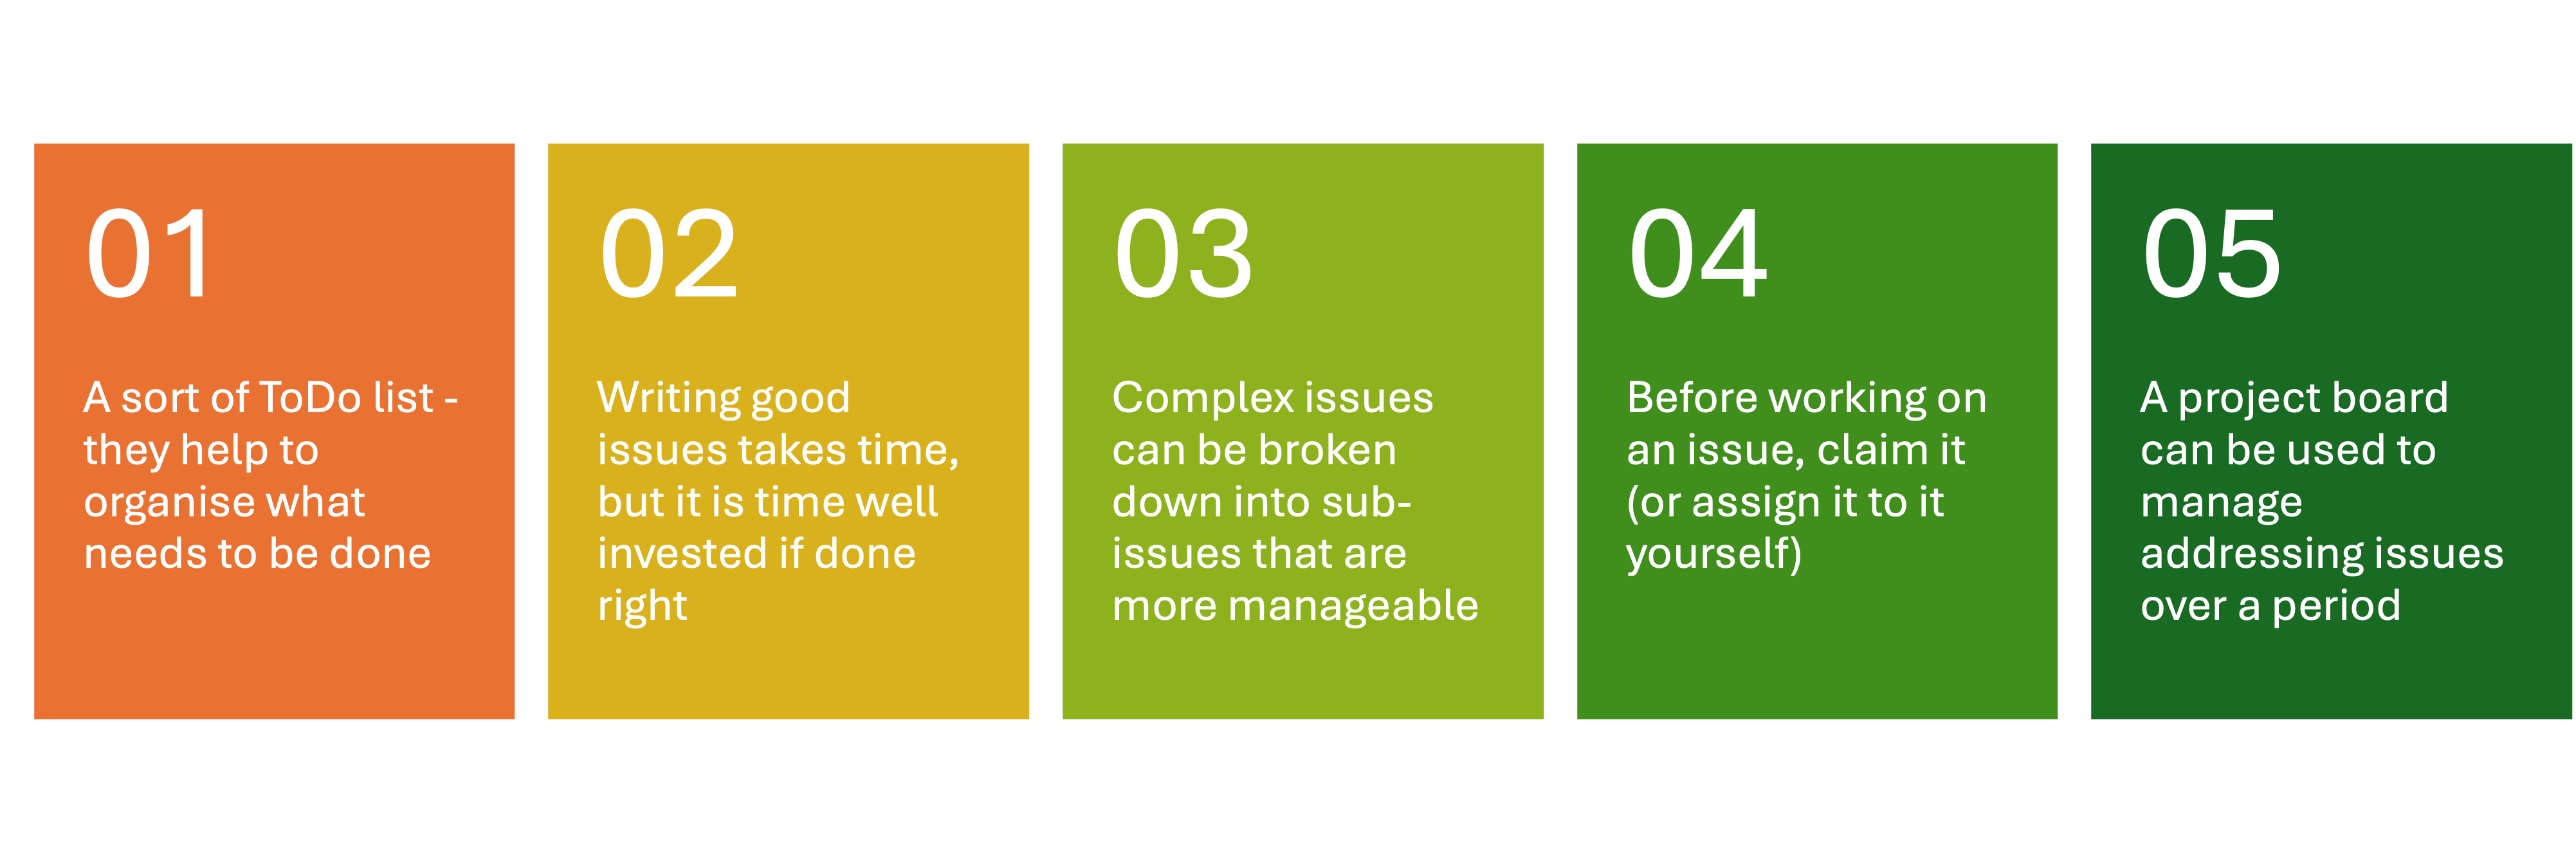 01
A sort of ToDo list -
they help to
organise what
needs to be done
02
Writing good
issues takes time,
but it is time well
invested if done
right
03
Complex issues
can be broken
down into sub-
issues that are
more manageable
04
Before working on
an issue, claim it
(or assign it to it
yourself)
05
A project board
can be used to
manage
addressing issues
over a period